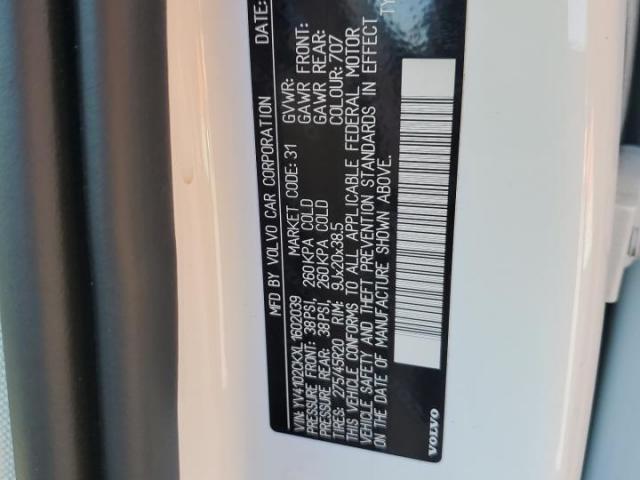 MFD BY VOLVO CAR CORPORATION DATE:
VIN: YV4102CKXL1602039 GVWR:
PRESSURE FRONT: 38PSI, 260KPA COLD MARKET CODE: 31 GAWR FRONT:
PRESSURE REAR: 38PSI, 260KPA COLD GAWR REAR:
TIRES: 275/45R20 RIM: 9Jx20x38.5 COLOUR: 707
THIS VEHICLE CONFORMS TO ALL APPLICABLE FEDERAL MOTOR
VEHICLE SAFETY AND THEFT PREVENTION STANDARDS IN EFFECT
ON THE DATE OF MANUFACTURE SHOWN ABOVE. TY
VOLVO